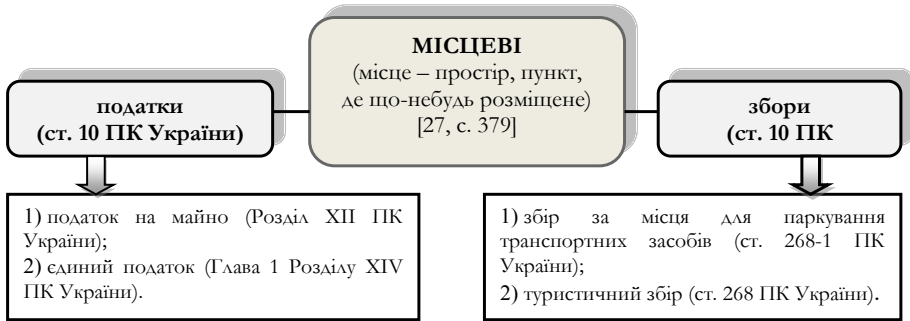 МІСЦЕВІ
(місце – простір, пункт,
де що-небудь розміщене)
[27, с. 379]
податки
(ст. 10 ПК України)
збори
(ст. 10 ПК
1) податок на майно (Розділ XII ПК
України);
2) єдиний податок (Глава 1 Розділу XIV
ПК України).
1) збір за місця для паркування
транспортних засобів (ст. 268-1 ПК
України);
2) туристичний збір (ст. 268 ПК України).